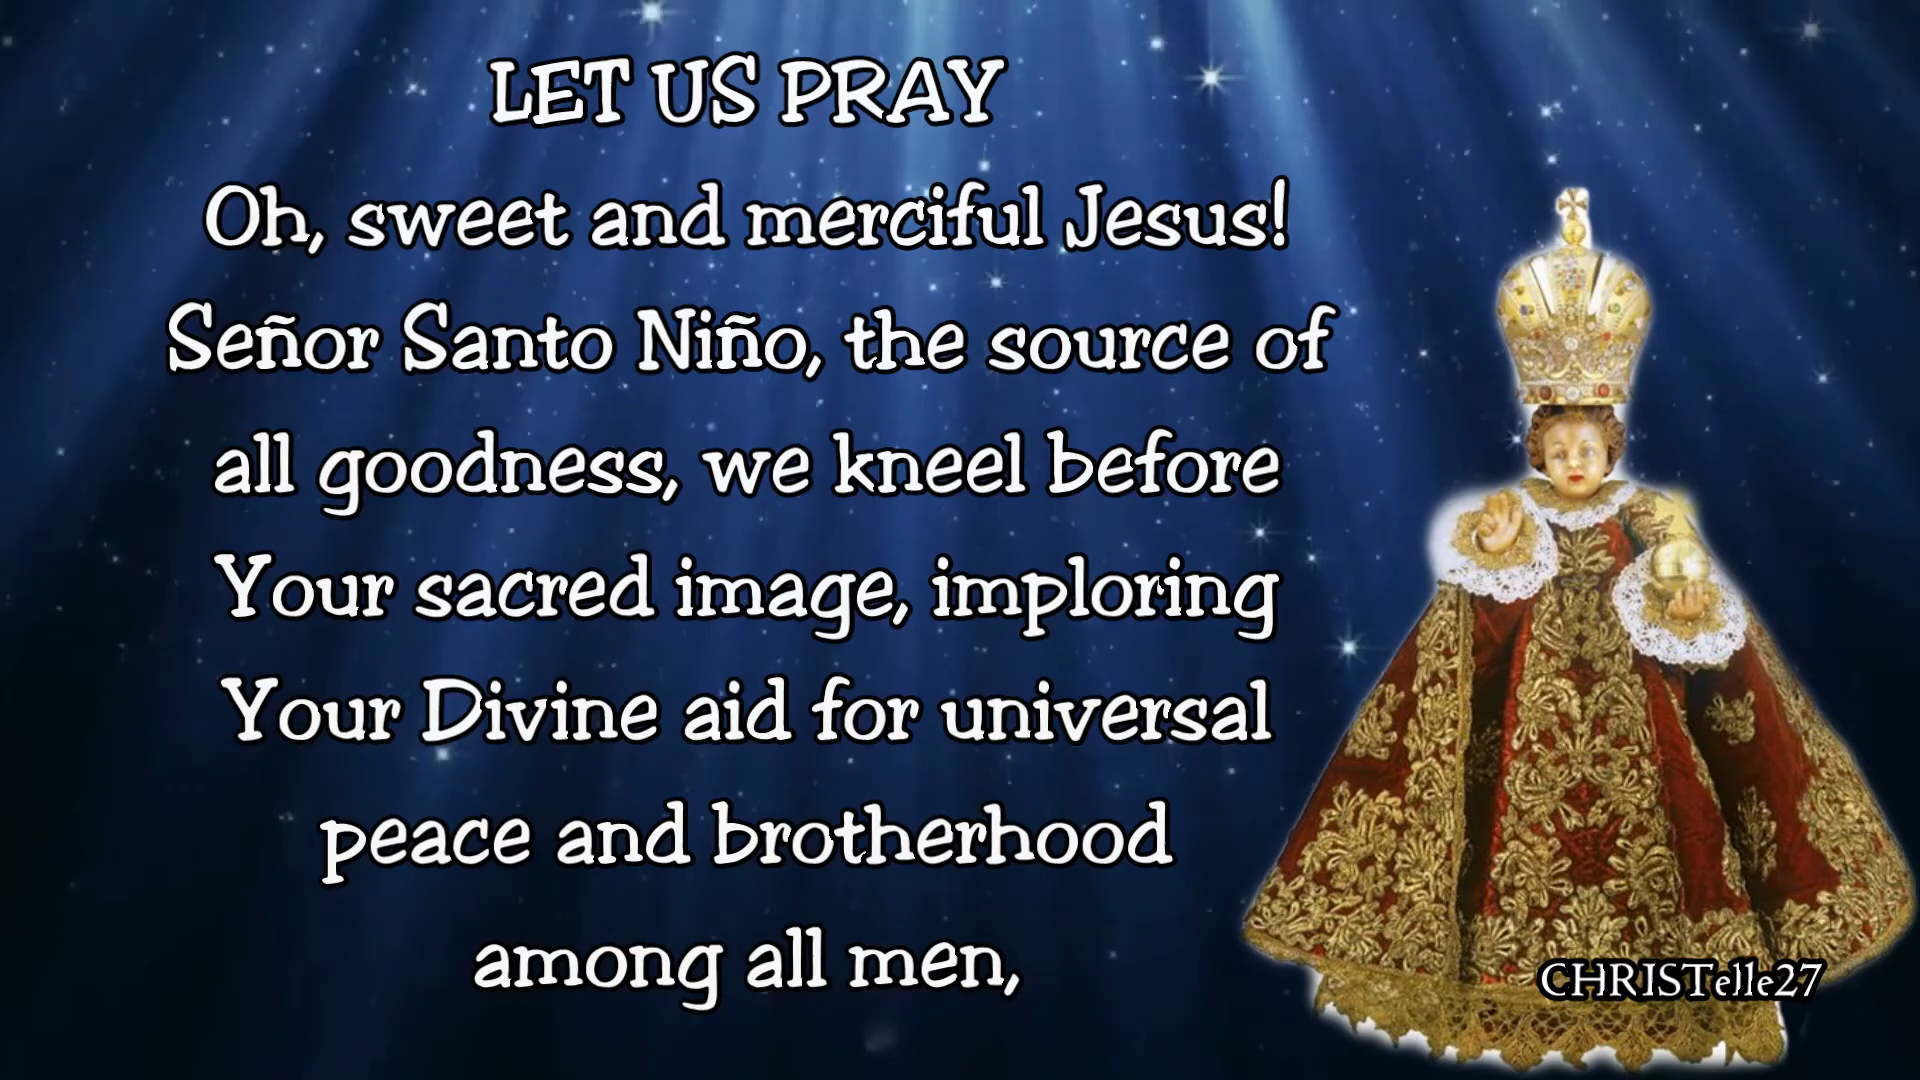 LET US PRAY
Oh, sweet and merciful Jesus!
Señor Santo Niño, the source of
all goodness, we kneel before
Your sacred image, imploring
Your Divine aid for universal
peace and brotherhood
among all men,
CHRISTelle27